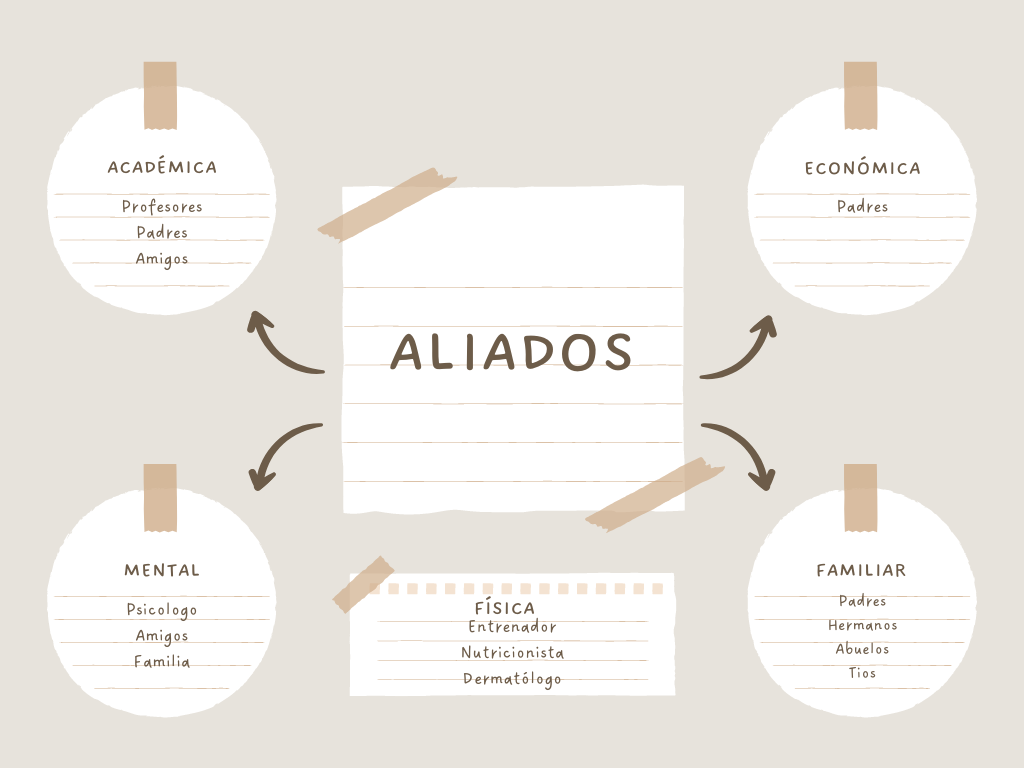 ACADÉMICA
Profesores
Padres
Amigos
ECONÓMICA
Padres
ALIADOS
MENTAL
Psicologo
Amigos
Familia
FÍSICA
Entrenador
Nutricionista
Dermatólogo
FAMILIAR
Padres
Hermanos
Abuelos
Tios